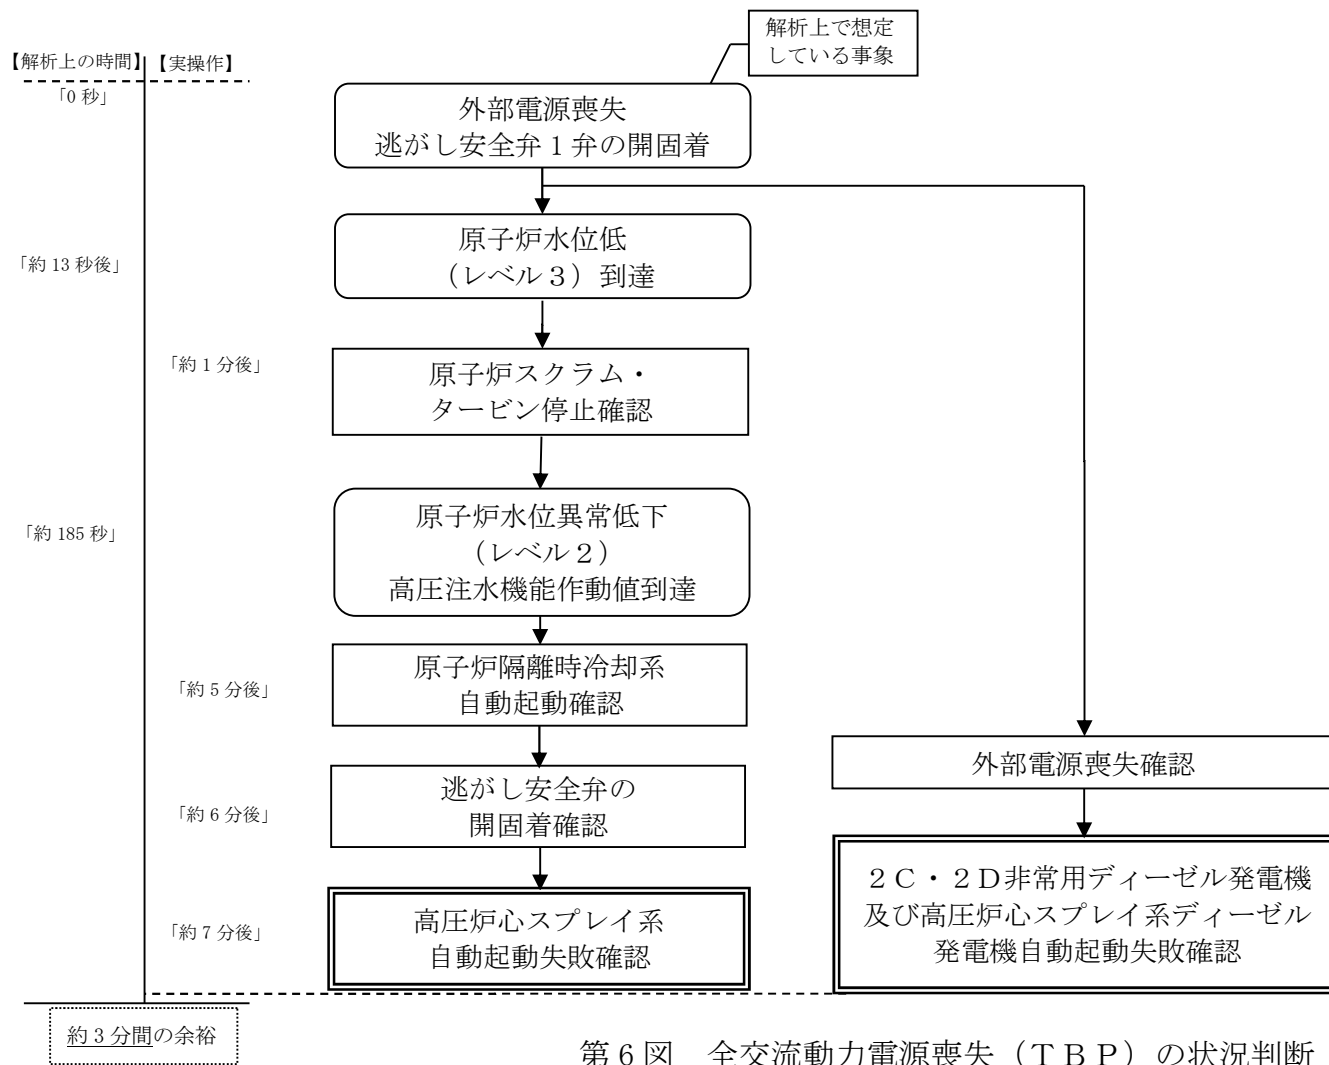 解析上で想定
している事象
【解析上の時間】
【実操作】
「0 秒」
外部電源喪失
逃がし安全弁１弁の開固着
「約 13 秒後」
原子炉水位低
（レベル３）到達
「約 1 分後」
原子炉スクラム・
タービン停止確認
「約 185 秒」
原子炉水位異常低下
（レベル２）
高圧注水機能作動値到達
「約 5 分後」
原子炉隔離時冷却系
自動起動確認
「約 6 分後」
逃がし安全弁の
開固着確認
「約 7 分後」
高圧炉心スプレイ系
自動起動失敗確認
外部電源喪失確認
２Ｃ・２Ｄ非常用ディーゼル発電機
及び高圧炉心スプレイ系ディーゼル
発電機自動起動失敗確認
約 3 分間の余裕
第６図　全交流動力電源喪失（ＴＢＰ）の状況判断